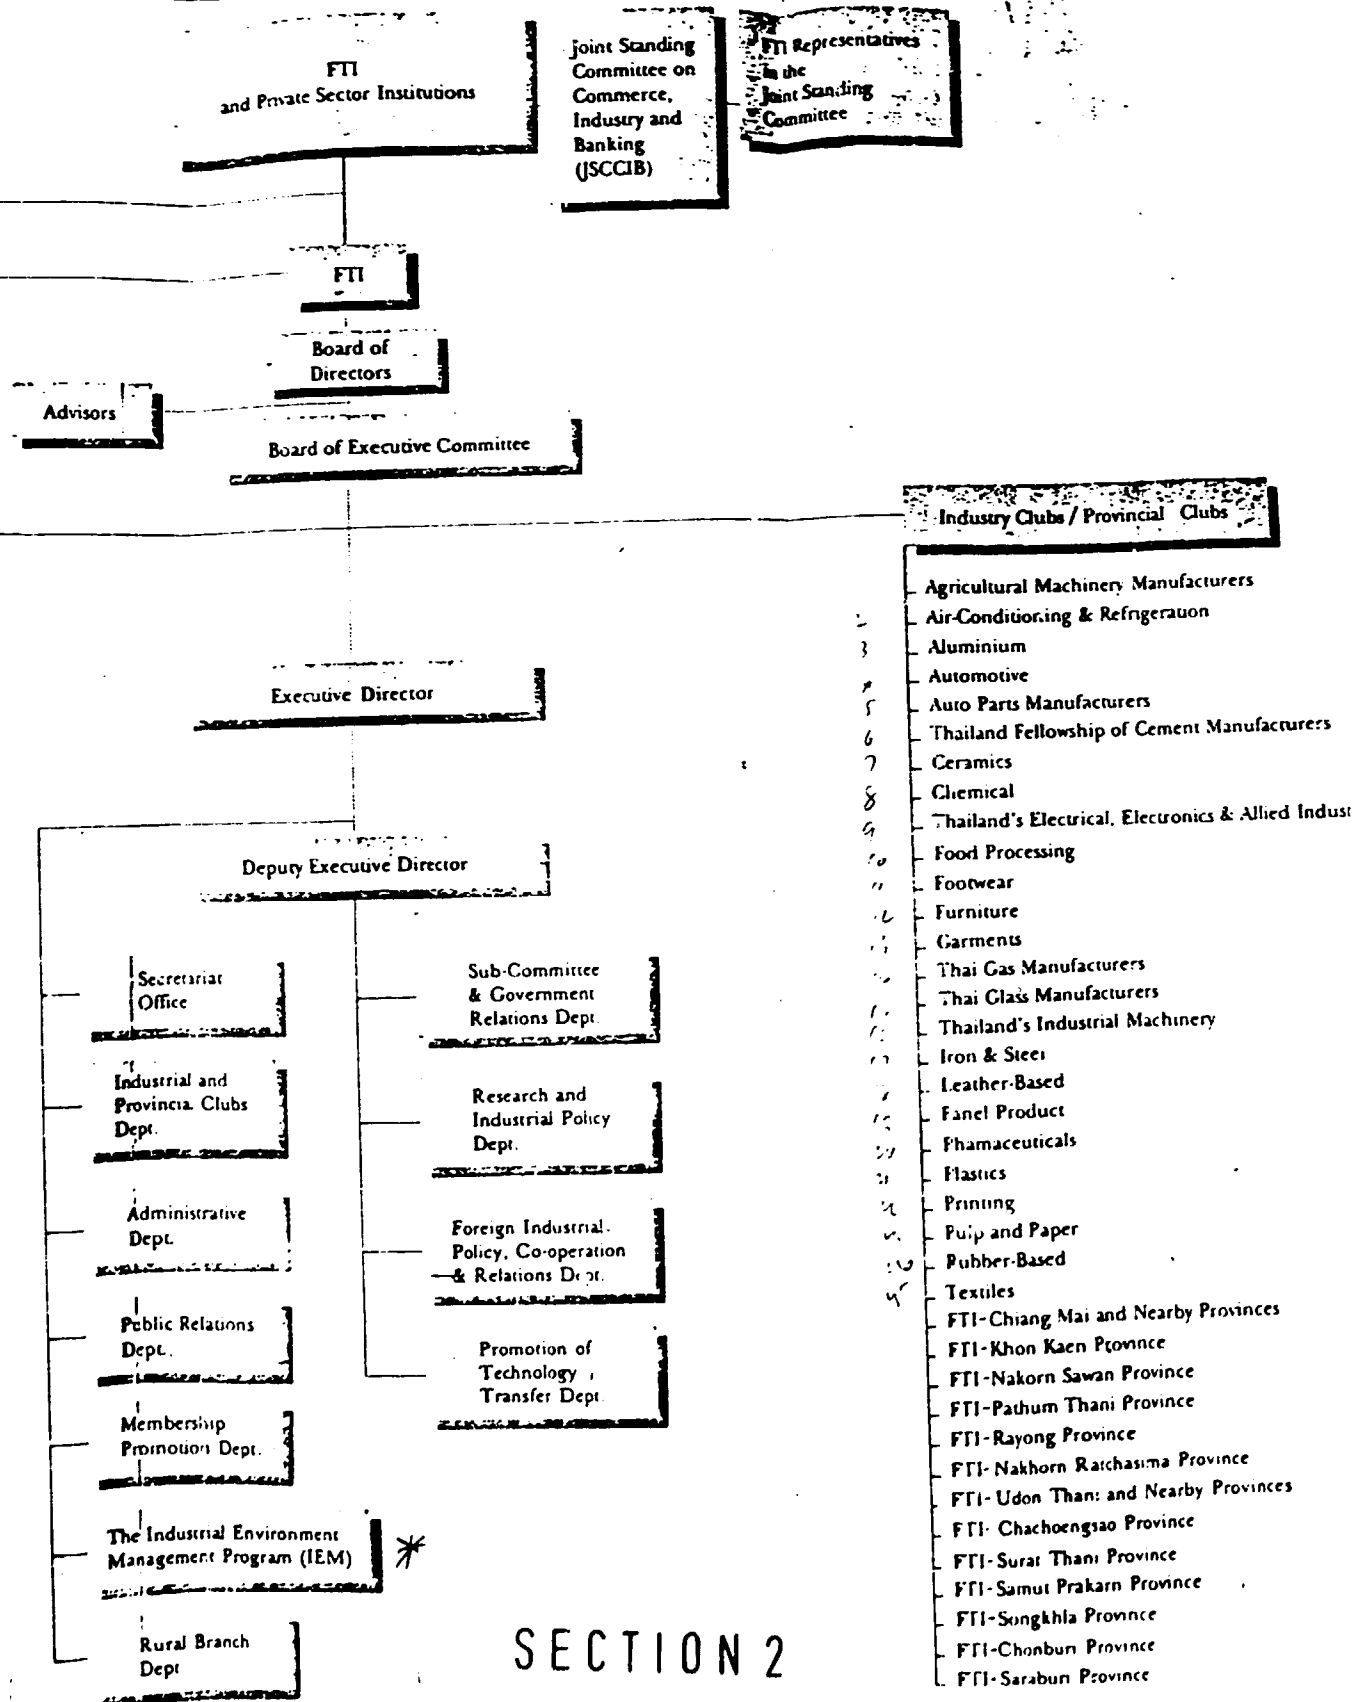 FTI
and Private Sector Institutions
Joint Standing
Committee on
Commerce,
Industry and
Banking
(JSCCIB)
FTI Representatives
in the
Joint Standing
Committee
FTI
Board of
Directors
Advisors
Board of Executive Committee
Executive Director
Deputy Executive Director
Secretariat
Office
Industrial and
Provincial Clubs
Dept.
Administrative
Dept.
Public Relations
Dept.
Membership
Promotion Dept.
The Industrial Environment
Management Program (IEM)
*
Rural Branch
Dept
Sub-Committee
& Government
Relations Dept.
Research and
Industrial Policy
Dept.
Foreign Industrial
Policy, Co-operation
& Relations Dept.
Promotion of
Technology
Transfer Dept.
Industry Clubs / Provincial Clubs
Agricultural Machinery Manufacturers
2 Air-Conditioning & Refrigeration
3 Aluminium
4 Automotive
5 Auto Parts Manufacturers
6 Thailand Fellowship of Cement Manufacturers
7 Ceramics
8 Chemical
9 Thailand's Electrical, Electronics & Allied Indust
10 Food Processing
11 Footwear
Furniture
Garments
Thai Gas Manufacturers
Thai Glass Manufacturers
Thailand's Industrial Machinery
Iron & Steel
Leather-Based
Panel Product
Phamaceuticals
Plastics
Printing
Pulp and Paper
Rubber-Based
Textiles
FTI-Chiang Mai and Nearby Provinces
FTI-Khon Kaen Province
FTI-Nakorn Sawan Province
FTI-Pathum Thani Province
FTI-Rayong Province
FTI-Nakhorn Ratchasima Province
FTI-Udon Thani and Nearby Provinces
FTI-Chachoengsao Province
FTI-Surat Thani Province
FTI-Samut Prakarn Province
FTI-Songkhla Province
FTI-Chonburi Province
FTI-Saraburi Province
SECTION 2